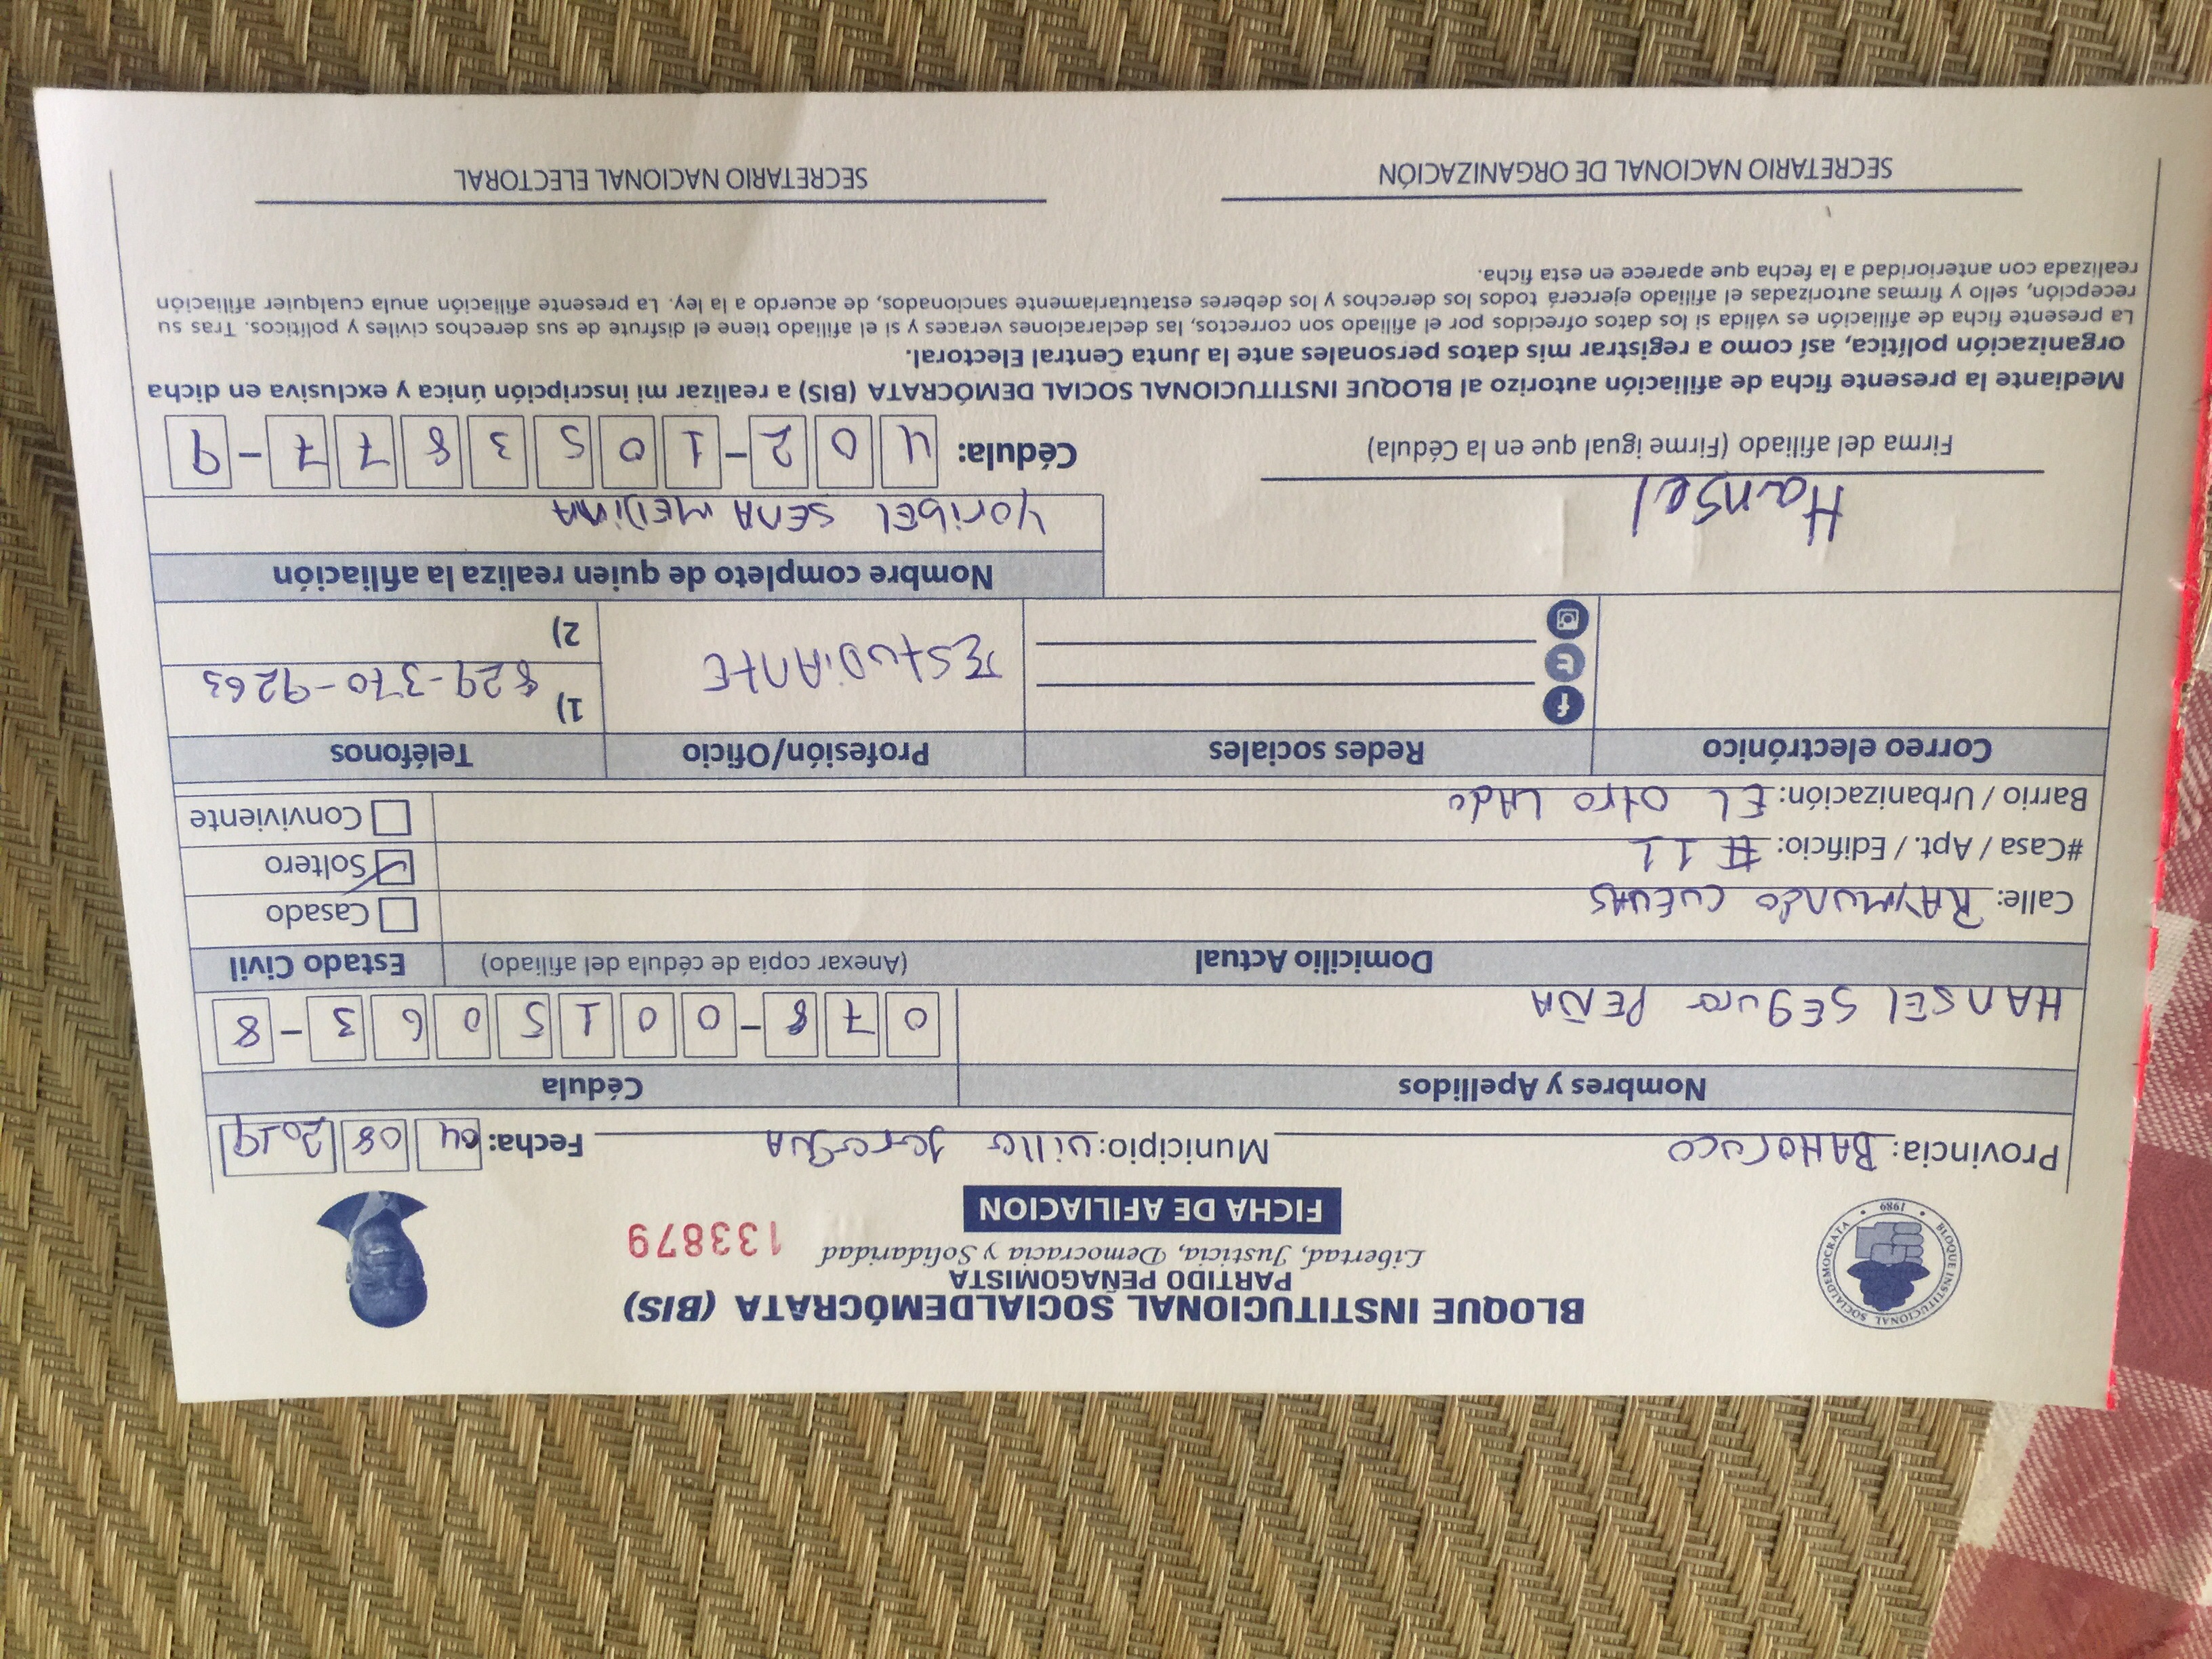 BLOQUE INSTITUCIONAL SOCIALDEMÓCRATA (BIS)
PARTIDO PEÑAGOMISTA
Libertad, Justicia, Democracia y Solidaridad
133879
FICHA DE AFILIACION
BLOQUE INSTITUCIONAL SOCIALDEMOCRATA • 1989 •
Provincia: BAHOruco Municipio: villa JArAguA Fecha: 04 08 2019
Nombres y Apellidos Cédula
HANSEL SEgura PEÑA 078-0015063-8
Domicilio Actual (Anexar copia de cédula del afiliado) Estado Civil
Calle: RAymundo CUEVAS Casado
#Casa / Apt. / Edificio: # 11 Soltero
Barrio / Urbanización: EL Otro LAdo Conviviente
Correo electrónico Redes sociales Profesión/Oficio Teléfonos
ESTuDiANtE 1) 829-370-9263
2)
Nombre completo de quien realiza la afiliación
YoribEL SENA MEDiNA
Hansel
Firma del afiliado (Firme igual que en la Cédula) Cédula: 402-1053877-9
Mediante la presente ficha de afiliación autorizo al BLOQUE INSTITUCIONAL SOCIAL DEMÓCRATA (BIS) a realizar mi inscripción única y exclusiva en dicha
organización política, así como a registrar mis datos personales ante la Junta Central Electoral.
La presente ficha de afiliación es válida si los datos ofrecidos por el afiliado son correctos, las declaraciones veraces y si el afiliado tiene el disfrute de sus derechos civiles y políticos. Tras su
recepción, sello y firmas autorizadas el afiliado ejercerá todos los derechos y los deberes estatutariamente sancionados, de acuerdo a la ley. La presente afiliación anula cualquier afiliación
realizada con anterioridad a la fecha que aparece en esta ficha.
SECRETARIO NACIONAL DE ORGANIZACIÓN SECRETARIO NACIONAL ELECTORAL